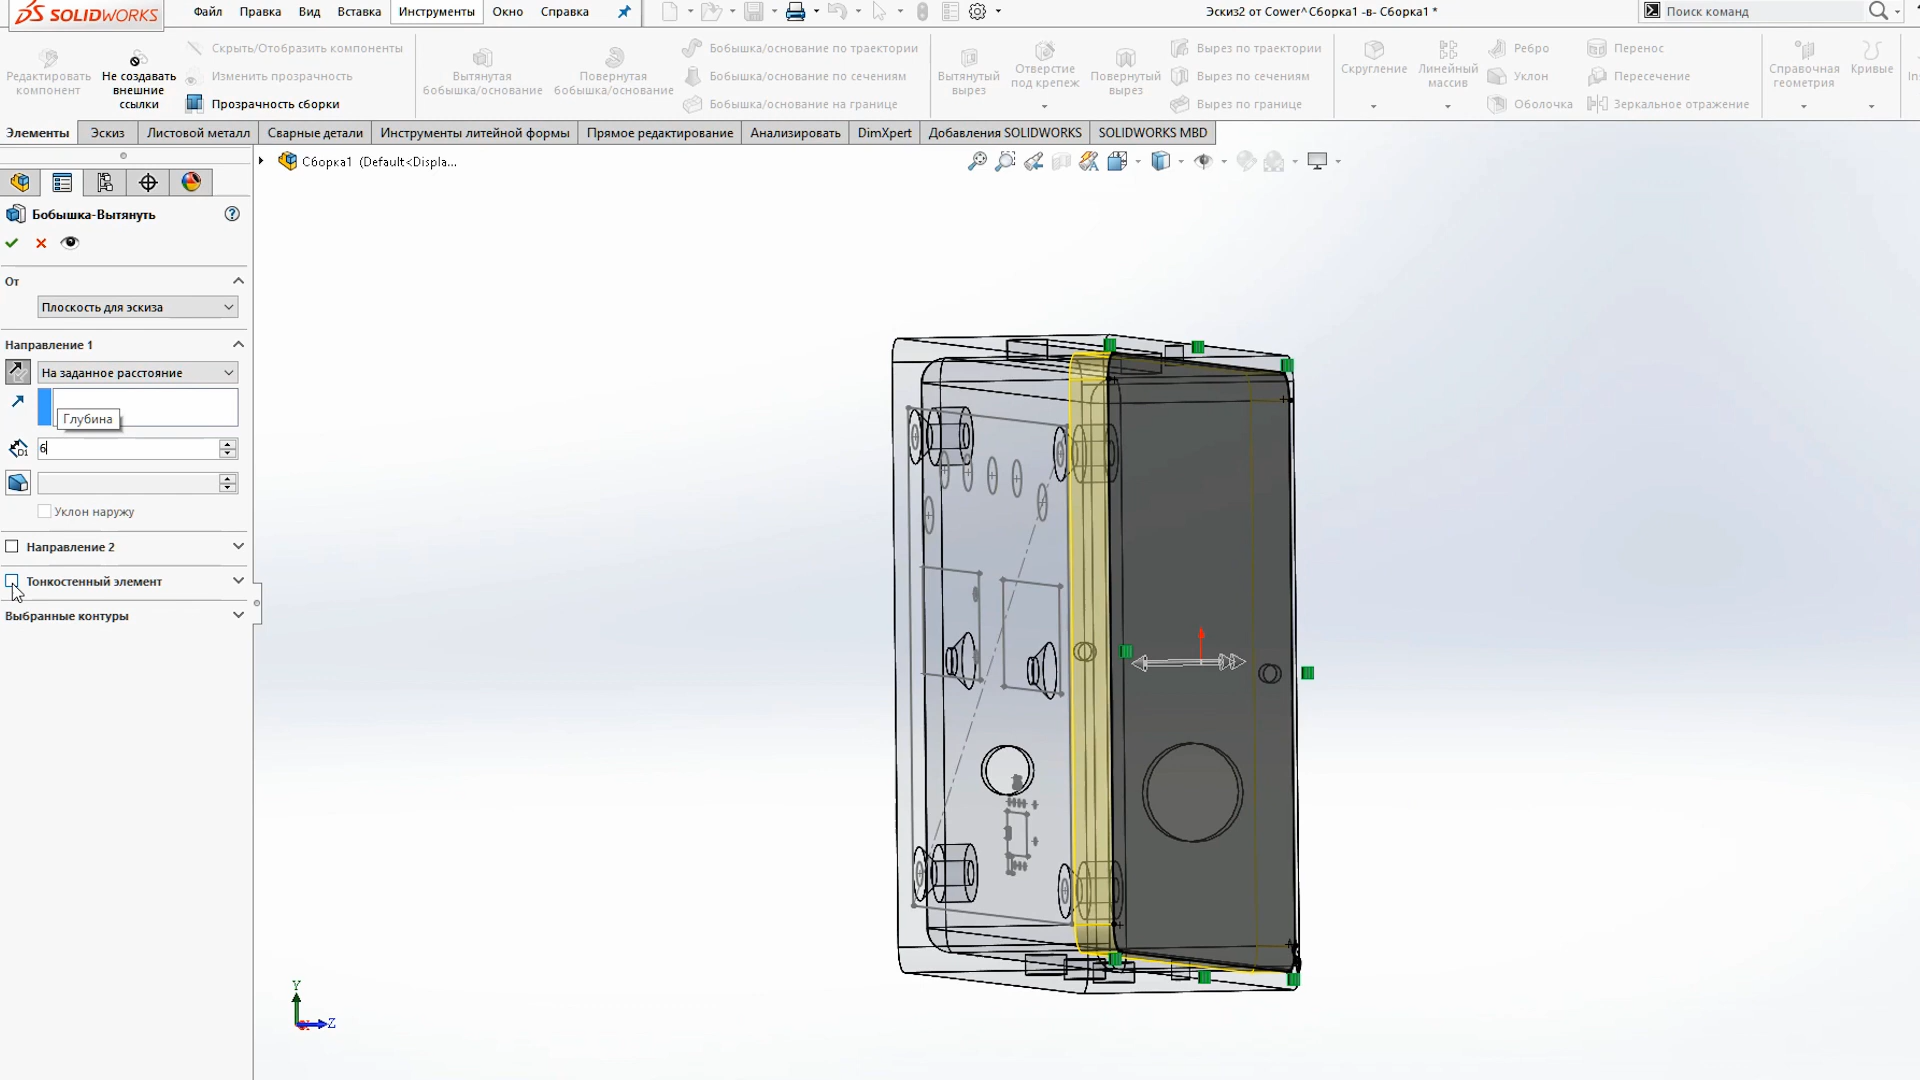 SOLIDWORKS
Файл Правка Вид Вставка Инструменты Окно Справка
Эскиз2 от Cower^Сборка1 -в- Сборка1 *
Поиск команд
Редактировать компонент
Не создавать внешние ссылки
Скрыть/Отобразить компоненты
Изменить прозрачность
Прозрачность сборки
Вытянутая бобышка/основание
Повернутая бобышка/основание
Бобышка/основание по траектории
Бобышка/основание по сечениям
Бобышка/основание на границе
Вытянутый вырез
Отверстие под крепеж
Повернутый вырез
Вырез по траектории
Вырез по сечениям
Вырез по границе
Скругление
Линейный массив
Ребро
Уклон
Оболочка
Перенос
Пересечение
Зеркальное отражение
Справочная геометрия
Кривые
In
Элементы Эскиз Листовой металл Сварные детали Инструменты литейной формы Прямое редактирование Анализировать DimXpert Добавления SOLIDWORKS SOLIDWORKS MBD
Сборка1 (Default<Displa...
Бобышка-Вытянуть
От
Плоскость для эскиза
Направление 1
На заданное расстояние
Глубина
D1
6
Уклон наружу
Направление 2
Тонкостенный элемент
Выбранные контуры
Y
Z